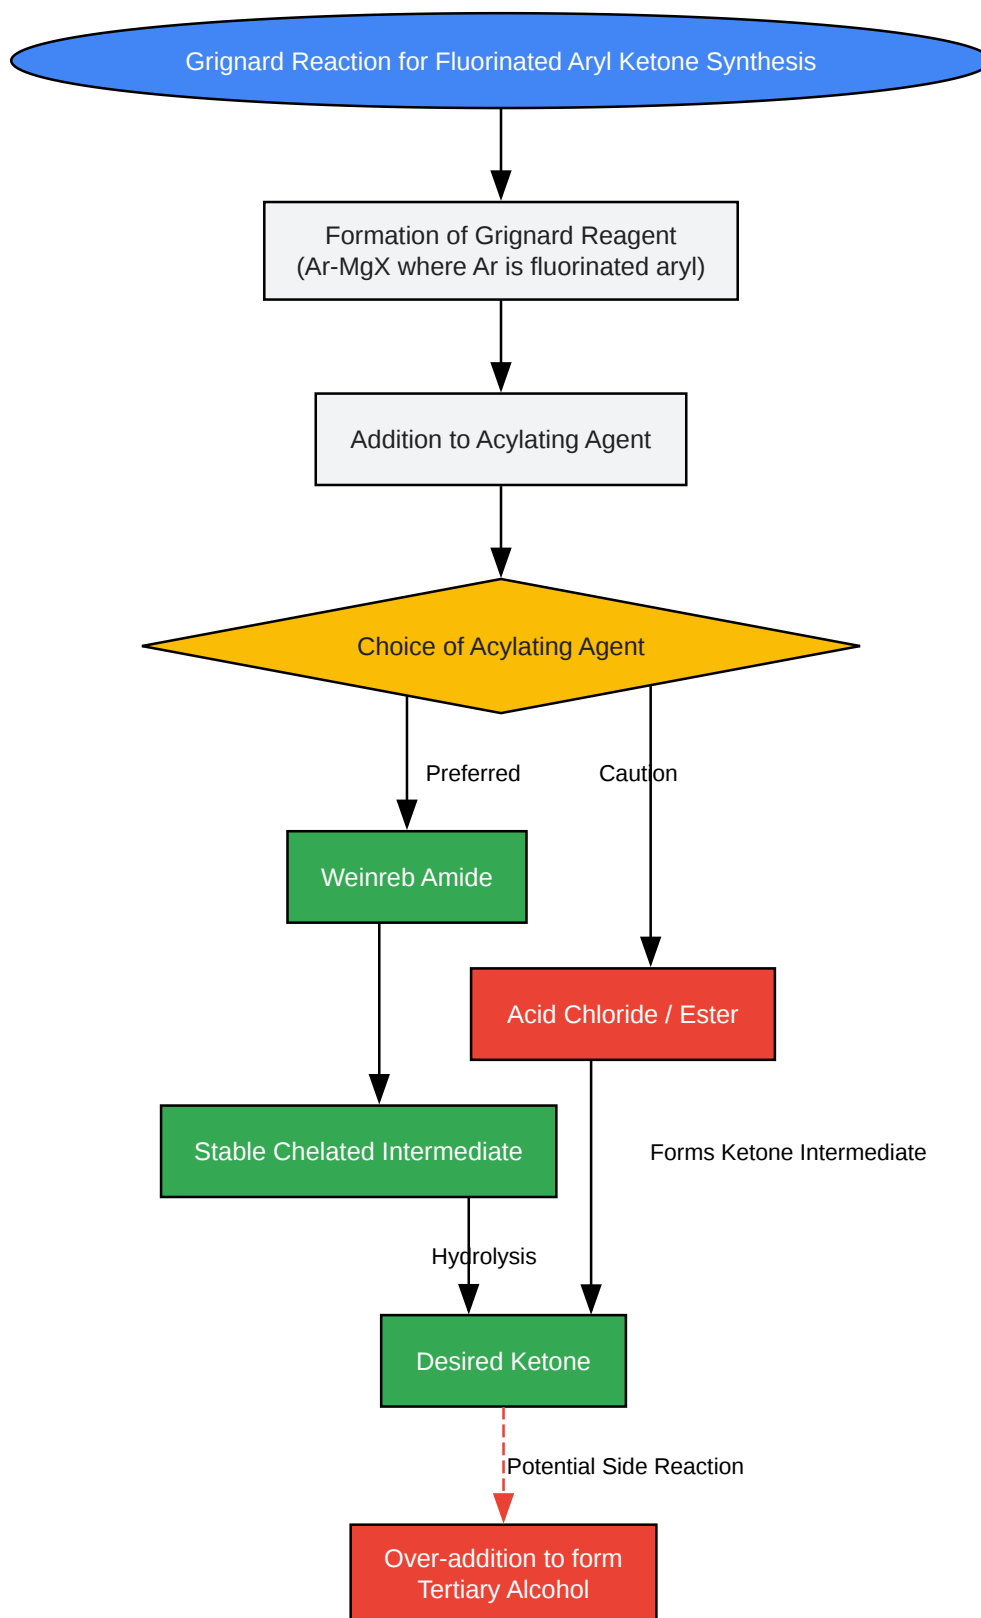 Grignard Reaction for Fluorinated Aryl Ketone Synthesis
Formation of Grignard Reagent
(Ar-MgX where Ar is fluorinated aryl)
Addition to Acylating Agent
Choice of Acylating Agent
Preferred
Caution
Weinreb Amide
Acid Chloride / Ester
Stable Chelated Intermediate
Forms Ketone Intermediate
Hydrolysis
Desired Ketone
Potential Side Reaction
Over-addition to form
Tertiary Alcohol